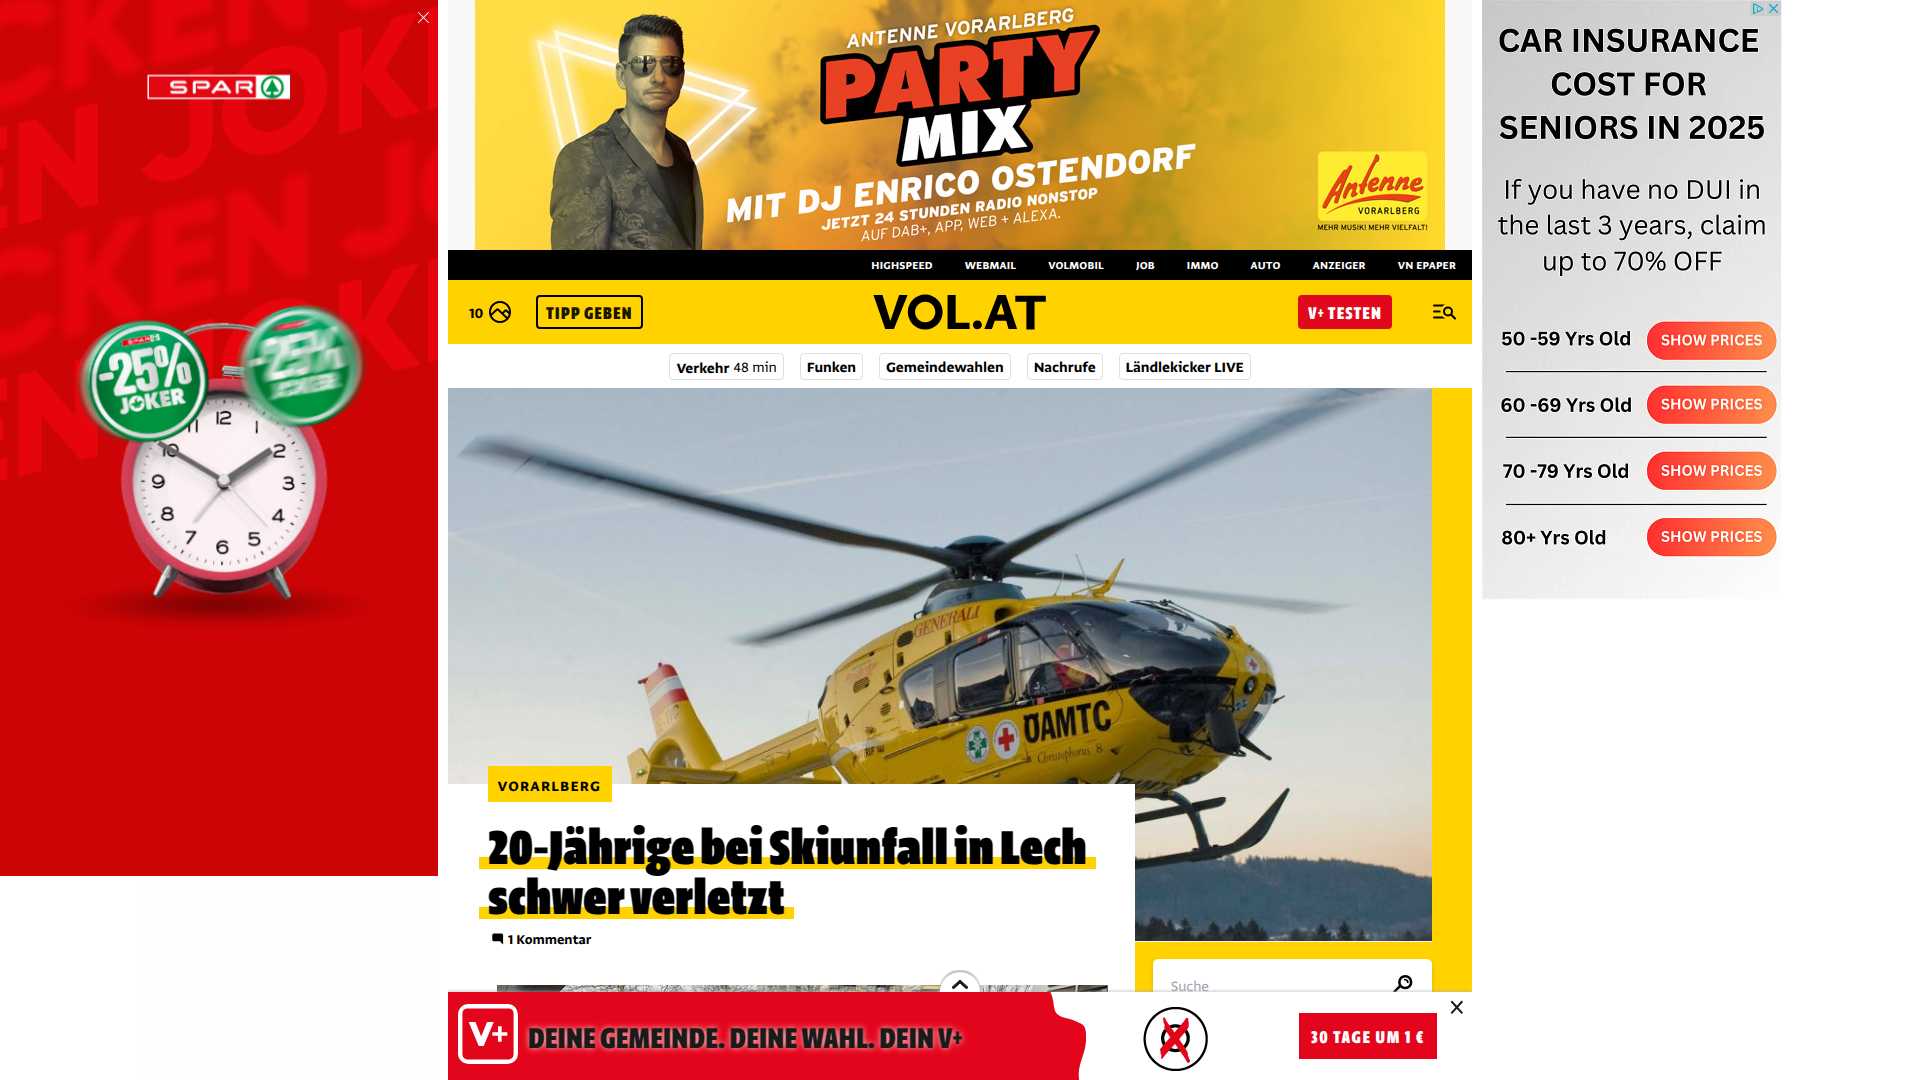 SPAR
-25%
JOKER
-25%
12
1
2
3
4
5
6
7
8
9
10
ANTENNE VORARLBERG
PARTY
MIX
MIT DJ ENRICO OSTENDORF
JETZT 24 STUNDEN RADIO NONSTOP
AUF DAB+, APP, WEB + ALEXA.
Antenne
VORARLBERG
MEHR MUSIK! MEHR VIELFALT!
HIGHSPEED WEBMAIL VOLMOBIL JOB IMMO AUTO ANZEIGER VN EPAPER
10 TIPP GEBEN VOL.AT V+ TESTEN
Verkehr 48 min Funken Gemeindewahlen Nachrufe Ländlekicker LIVE
GENERALI
ÖAMTC
Christophorus 8
VORARLBERG
20-Jährige bei Skiunfall in Lech
schwer verletzt
1 Kommentar
Suche
V+ DEINE GEMEINDE. DEINE WAHL. DEIN V+
30 TAGE UM 1 €
CAR INSURANCE
COST FOR
SENIORS IN 2025
If you have no DUI in
the last 3 years, claim
up to 70% OFF
50 -59 Yrs Old SHOW PRICES
60 -69 Yrs Old SHOW PRICES
70 -79 Yrs Old SHOW PRICES
80+ Yrs Old SHOW PRICES